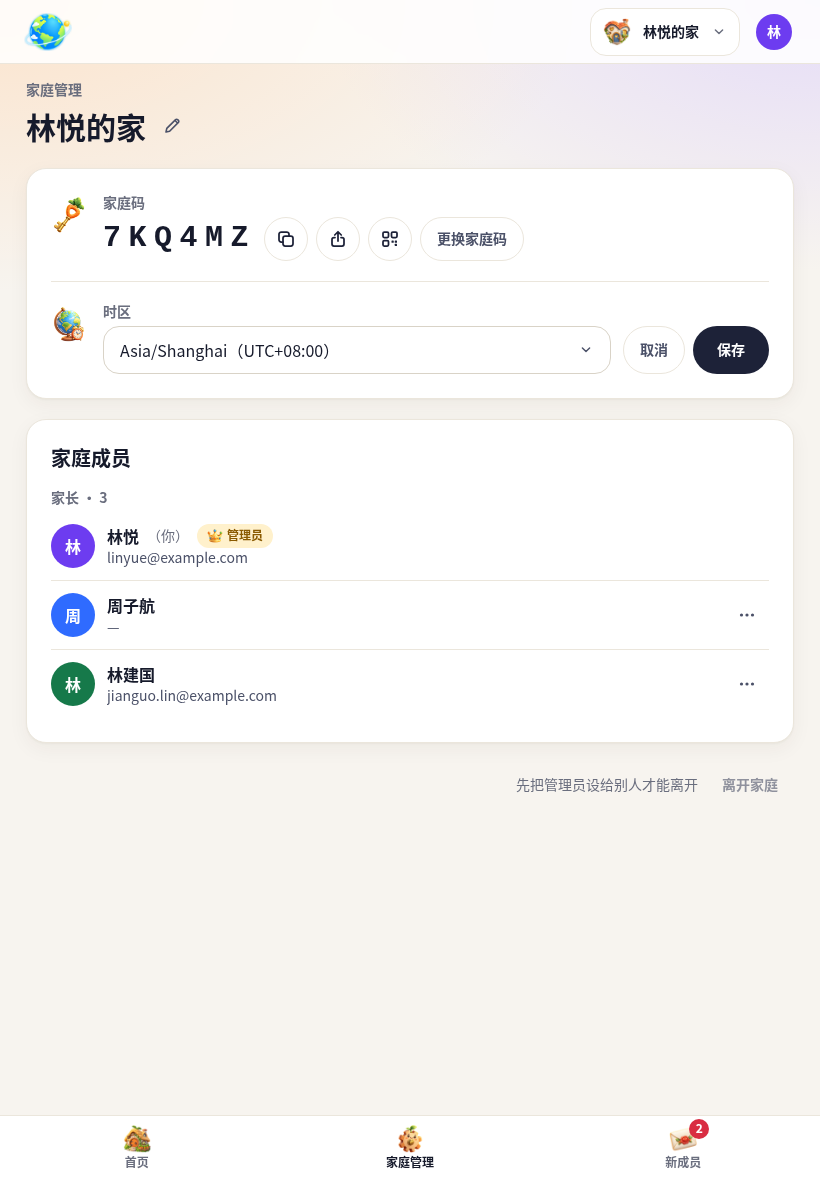 林悦的家
林
家庭管理
林悦的家
家庭码
7KQ4MZ
更换家庭码
时区
Asia/Shanghai（UTC+08:00）
取消
保存
家庭成员
家长 · 3
林
林悦 （你） 管理员
linyue@example.com
周
周子航
—
林
林建国
jianguo.lin@example.com
先把管理员设给别人才能离开 离开家庭
2
首页 家庭管理 新成员